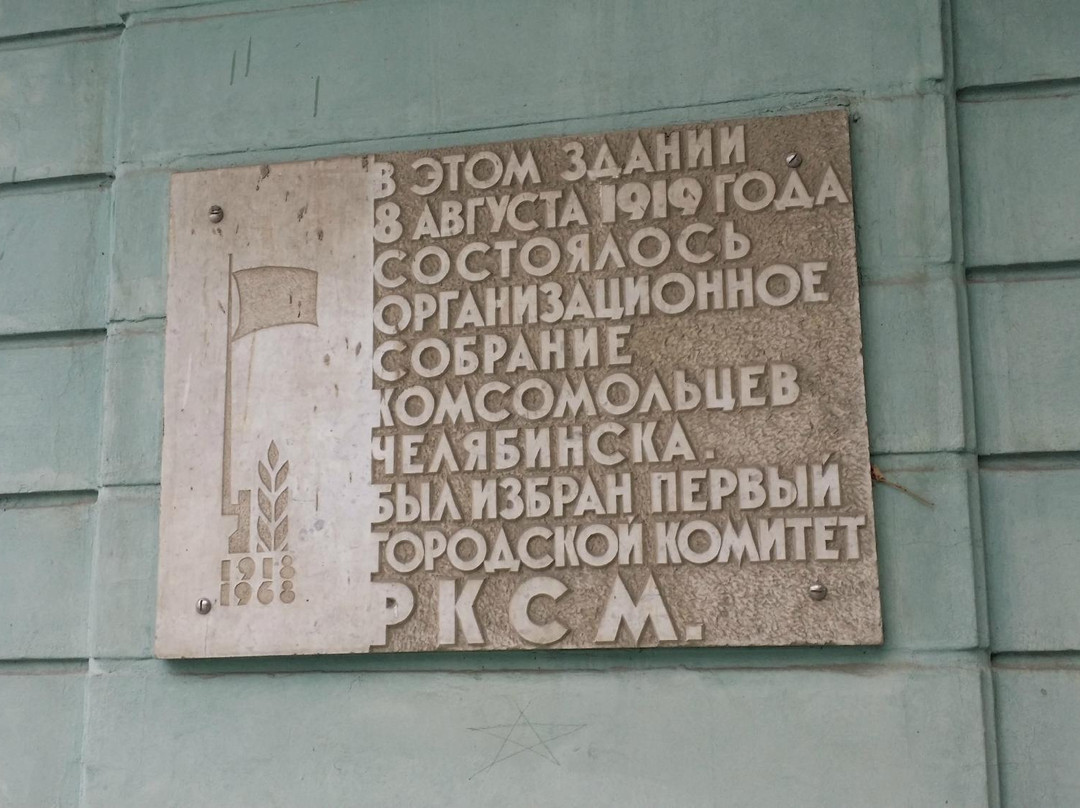 В ЭТОМ ЗДАНИИ
8 АВГУСТА 1919 ГОДА
СОСТОЯЛОСЬ
ОРГАНИЗАЦИОННОЕ
СОБРАНИЕ
КОМСОМОЛЬЦЕВ
ЧЕЛЯБИНСКА.
БЫЛ ИЗБРАН ПЕРВЫЙ
ГОРОДСКОЙ КОМИТЕТ
РКСМ.
1918
1968